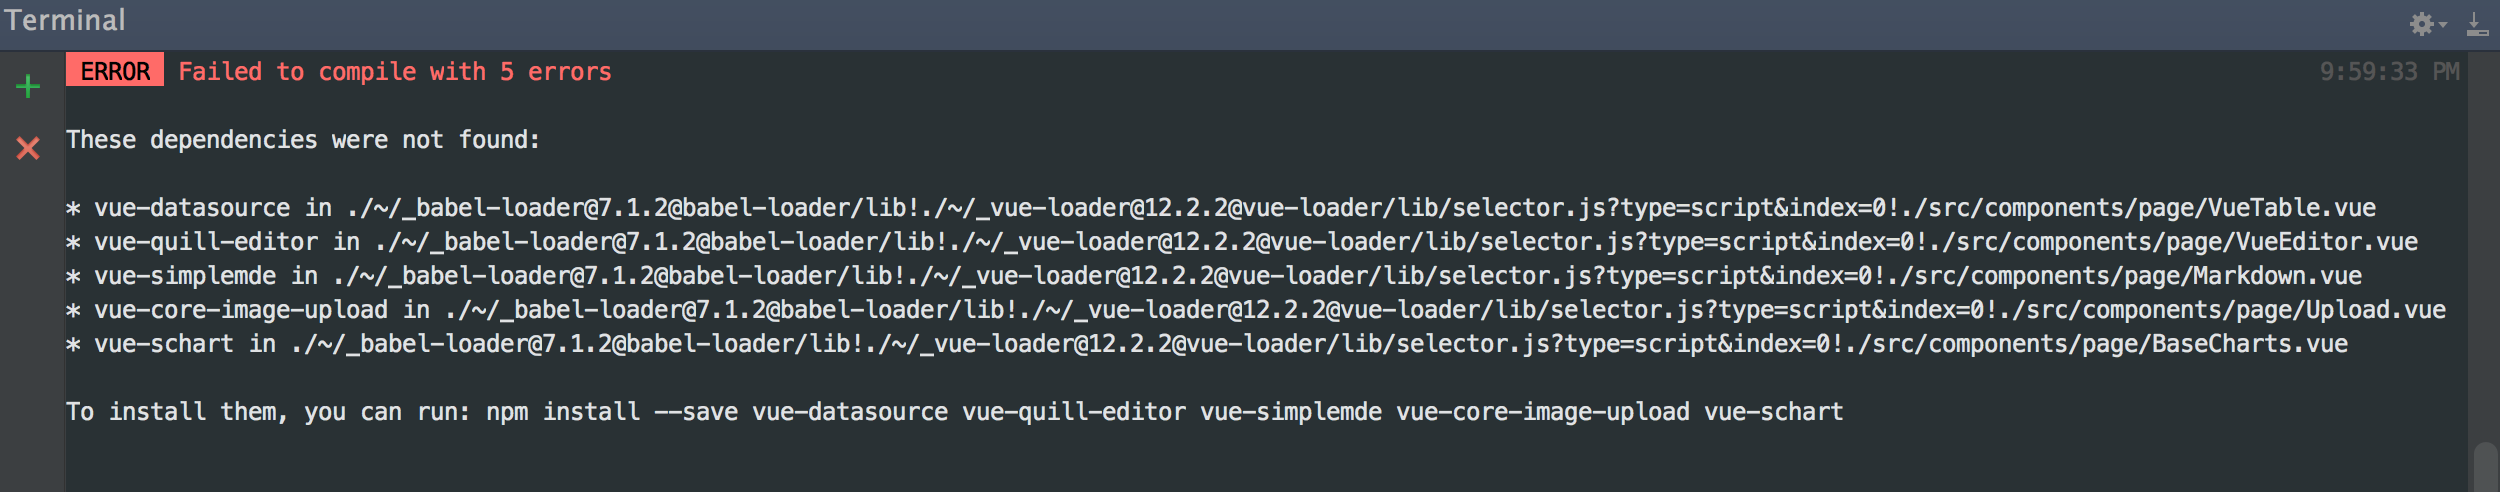 Terminal
ERROR Failed to compile with 5 errors 9:59:33 PM
These dependencies were not found:
* vue-datasource in ./~/_babel-loader@7.1.2@babel-loader/lib!./~/_vue-loader@12.2.2@vue-loader/lib/selector.js?type=script&index=0!./src/components/page/VueTable.vue
* vue-quill-editor in ./~/_babel-loader@7.1.2@babel-loader/lib!./~/_vue-loader@12.2.2@vue-loader/lib/selector.js?type=script&index=0!./src/components/page/VueEditor.vue
* vue-simplemde in ./~/_babel-loader@7.1.2@babel-loader/lib!./~/_vue-loader@12.2.2@vue-loader/lib/selector.js?type=script&index=0!./src/components/page/Markdown.vue
* vue-core-image-upload in ./~/_babel-loader@7.1.2@babel-loader/lib!./~/_vue-loader@12.2.2@vue-loader/lib/selector.js?type=script&index=0!./src/components/page/Upload.vue
* vue-schart in ./~/_babel-loader@7.1.2@babel-loader/lib!./~/_vue-loader@12.2.2@vue-loader/lib/selector.js?type=script&index=0!./src/components/page/BaseCharts.vue
To install them, you can run: npm install --save vue-datasource vue-quill-editor vue-simplemde vue-core-image-upload vue-schart